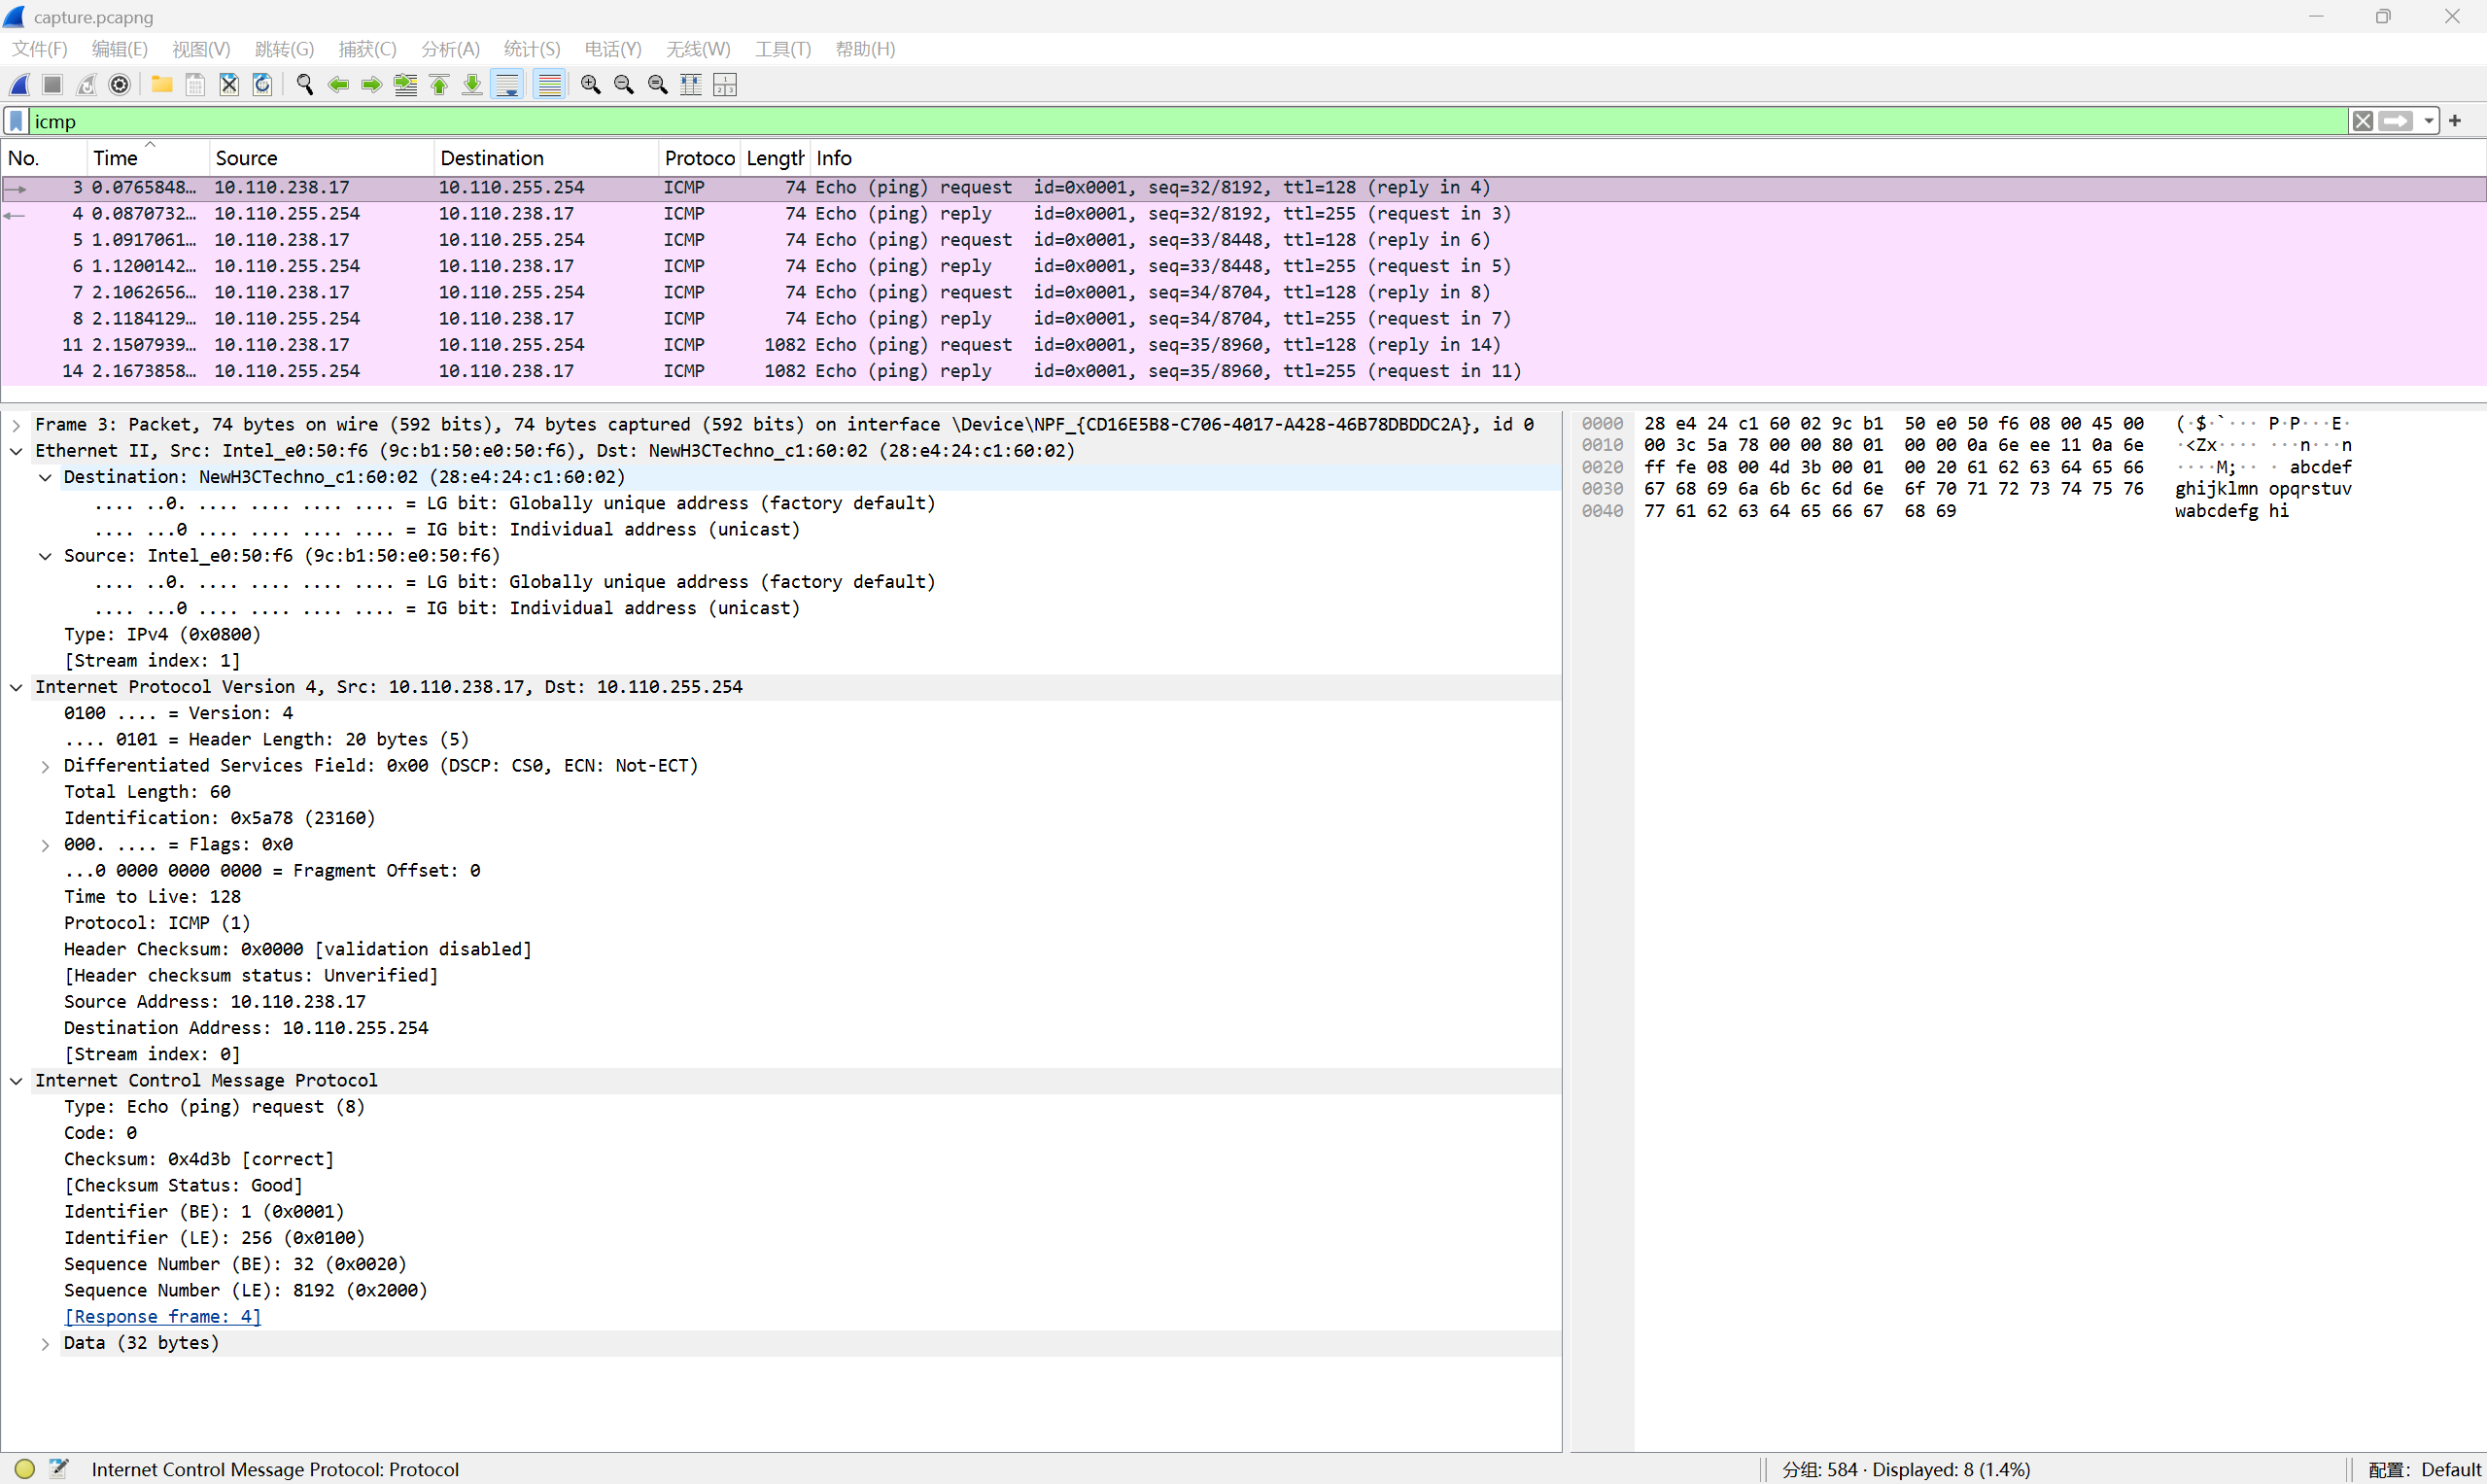 capture.pcapng
文件(F) 编辑(E) 视图(V) 跳转(G) 捕获(C) 分析(A) 统计(S) 电话(Y) 无线(W) 工具(T) 帮助(H)
icmp
No. Time Source Destination Protoco Length Info
3 0.0765848… 10.110.238.17 10.110.255.254 ICMP 74 Echo (ping) request id=0x0001, seq=32/8192, ttl=128 (reply in 4)
4 0.0870732… 10.110.255.254 10.110.238.17 ICMP 74 Echo (ping) reply id=0x0001, seq=32/8192, ttl=255 (request in 3)
5 1.0917061… 10.110.238.17 10.110.255.254 ICMP 74 Echo (ping) request id=0x0001, seq=33/8448, ttl=128 (reply in 6)
6 1.1200142… 10.110.255.254 10.110.238.17 ICMP 74 Echo (ping) reply id=0x0001, seq=33/8448, ttl=255 (request in 5)
7 2.1062656… 10.110.238.17 10.110.255.254 ICMP 74 Echo (ping) request id=0x0001, seq=34/8704, ttl=128 (reply in 8)
8 2.1184129… 10.110.255.254 10.110.238.17 ICMP 74 Echo (ping) reply id=0x0001, seq=34/8704, ttl=255 (request in 7)
11 2.1507939… 10.110.238.17 10.110.255.254 ICMP 1082 Echo (ping) request id=0x0001, seq=35/8960, ttl=128 (reply in 14)
14 2.1673858… 10.110.255.254 10.110.238.17 ICMP 1082 Echo (ping) reply id=0x0001, seq=35/8960, ttl=255 (request in 11)
Frame 3: Packet, 74 bytes on wire (592 bits), 74 bytes captured (592 bits) on interface \Device\NPF_{CD16E5B8-C706-4017-A428-46B78DBDDC2A}, id 0
Ethernet II, Src: Intel_e0:50:f6 (9c:b1:50:e0:50:f6), Dst: NewH3CTechno_c1:60:02 (28:e4:24:c1:60:02)
Destination: NewH3CTechno_c1:60:02 (28:e4:24:c1:60:02)
.... ..0. .... .... .... .... = LG bit: Globally unique address (factory default)
.... ...0 .... .... .... .... = IG bit: Individual address (unicast)
Source: Intel_e0:50:f6 (9c:b1:50:e0:50:f6)
.... ..0. .... .... .... .... = LG bit: Globally unique address (factory default)
.... ...0 .... .... .... .... = IG bit: Individual address (unicast)
Type: IPv4 (0x0800)
[Stream index: 1]
Internet Protocol Version 4, Src: 10.110.238.17, Dst: 10.110.255.254
0100 .... = Version: 4
.... 0101 = Header Length: 20 bytes (5)
Differentiated Services Field: 0x00 (DSCP: CS0, ECN: Not-ECT)
Total Length: 60
Identification: 0x5a78 (23160)
000. .... = Flags: 0x0
...0 0000 0000 0000 = Fragment Offset: 0
Time to Live: 128
Protocol: ICMP (1)
Header Checksum: 0x0000 [validation disabled]
[Header checksum status: Unverified]
Source Address: 10.110.238.17
Destination Address: 10.110.255.254
[Stream index: 0]
Internet Control Message Protocol
Type: Echo (ping) request (8)
Code: 0
Checksum: 0x4d3b [correct]
[Checksum Status: Good]
Identifier (BE): 1 (0x0001)
Identifier (LE): 256 (0x0100)
Sequence Number (BE): 32 (0x0020)
Sequence Number (LE): 8192 (0x2000)
[Response frame: 4]
Data (32 bytes)
0000 28 e4 24 c1 60 02 9c b1 50 e0 50 f6 08 00 45 00 (·$·`··· P·P···E·
0010 00 3c 5a 78 00 00 80 01 00 00 0a 6e ee 11 0a 6e ·<Zx···· ···n···n
0020 ff fe 08 00 4d 3b 00 01 00 20 61 62 63 64 65 66 ····M;·· · abcdef
0030 67 68 69 6a 6b 6c 6d 6e 6f 70 71 72 73 74 75 76 ghijklmn opqrstuv
0040 77 61 62 63 64 65 66 67 68 69 wabcdefg hi
Internet Control Message Protocol: Protocol 分组: 584 · Displayed: 8 (1.4%) 配置: Default